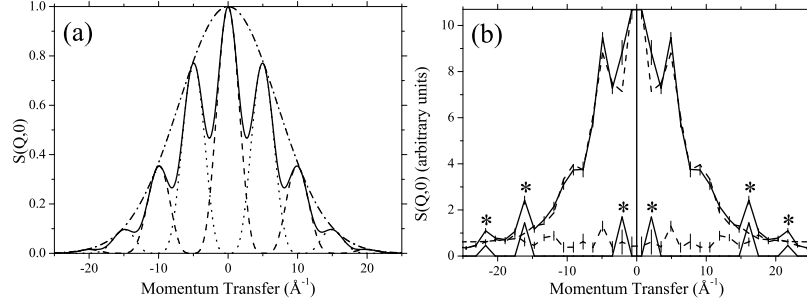 (a)
1.0
0.8
0.6
0.4
0.2
0.0
S(Q,0)
-20 -10 0 10 20
Momentum Transfer (Å⁻¹)
(b)
10
8
6
4
2
0
S(Q,0) (arbitrary units)
* * * * * *
-20 -10 0 10 20
Momentum Transfer (Å⁻¹)